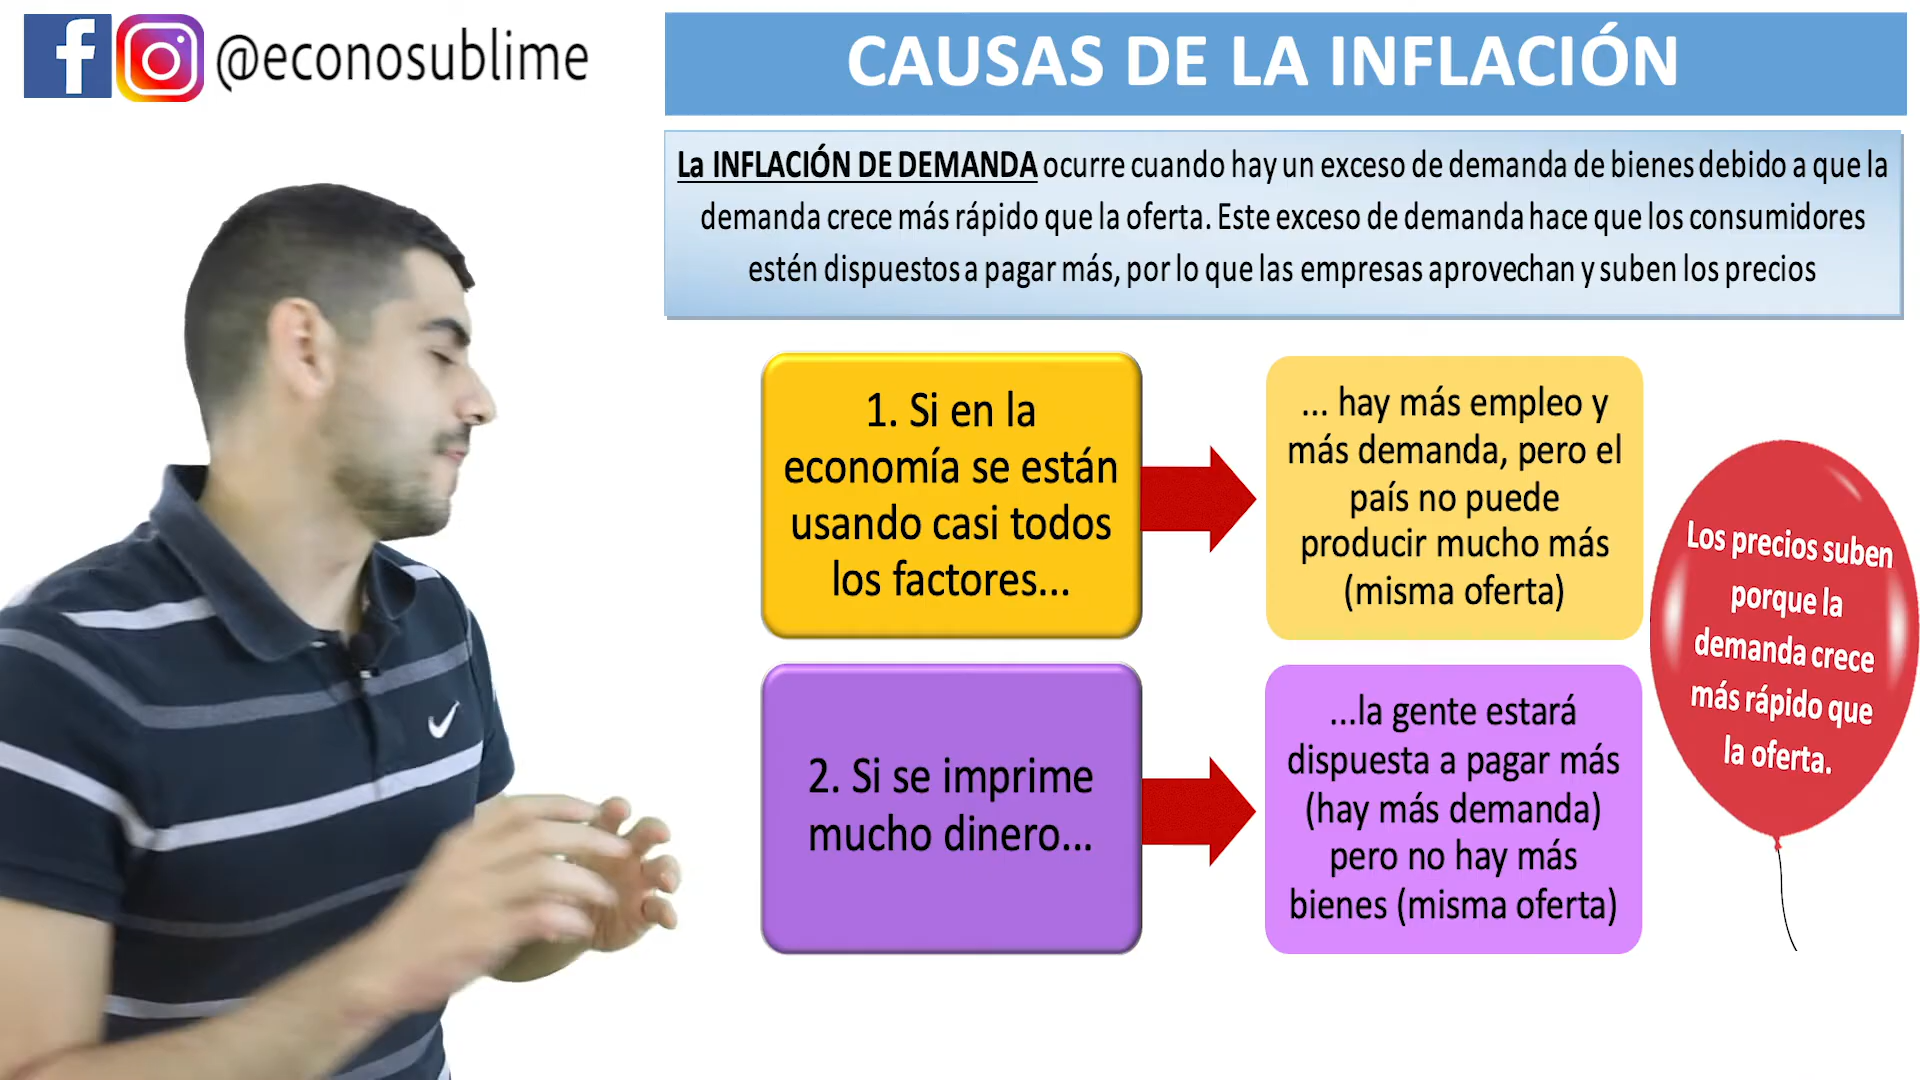 @econosublime
CAUSAS DE LA INFLACIÓN
La INFLACIÓN DE DEMANDA ocurre cuando hay un exceso de demanda de bienes debido a que la
demanda crece más rápido que la oferta. Este exceso de demanda hace que los consumidores
estén dispuestos a pagar más, por lo que las empresas aprovechan y suben los precios
1. Si en la
economía se están
usando casi todos
los factores...
... hay más empleo y
más demanda, pero el
país no puede
producir mucho más
(misma oferta)
2. Si se imprime
mucho dinero...
...la gente estará
dispuesta a pagar más
(hay más demanda)
pero no hay más
bienes (misma oferta)
Los precios suben
porque la
demanda crece
más rápido que
la oferta.